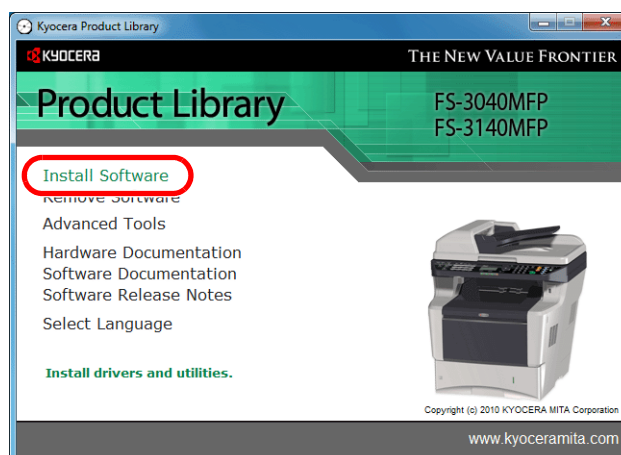 Kyocera Product Library
KYOCERA
THE NEW VALUE FRONTIER
Product Library
FS-3040MFP
FS-3140MFP
Install Software
Remove Software
Advanced Tools
Hardware Documentation
Software Documentation
Software Release Notes
Select Language
Install drivers and utilities.
Copyright (c) 2010 KYOCERA MITA Corporation
www.kyoceramita.com